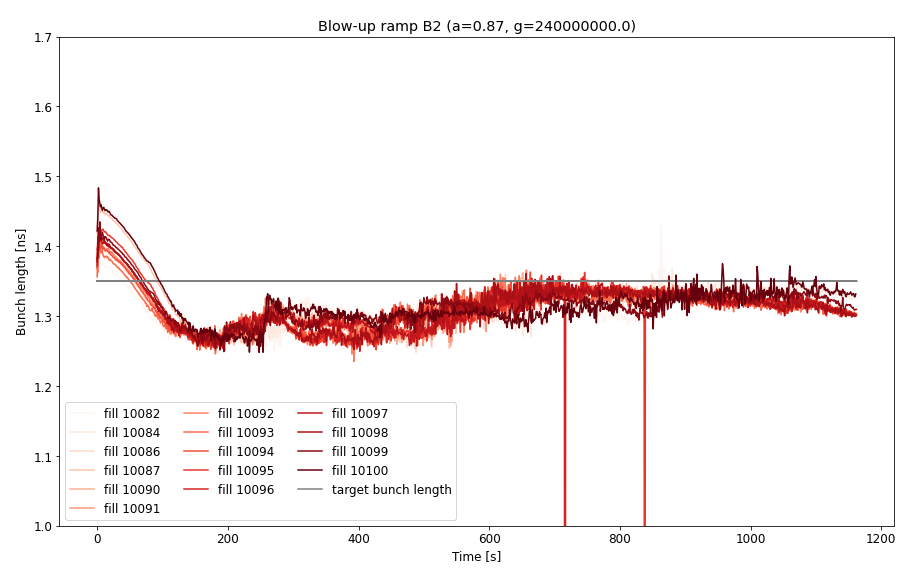 Blow-up ramp B2 (a=0.87, g=240000000.0)
Bunch length [ns]
1.7
1.6
1.5
1.4
1.3
1.2
1.1
1.0
fill 10082
fill 10084
fill 10086
fill 10087
fill 10090
fill 10091
fill 10092
fill 10093
fill 10094
fill 10095
fill 10096
fill 10097
fill 10098
fill 10099
fill 10100
target bunch length
0
200
400
600
800
1000
1200
Time [s]